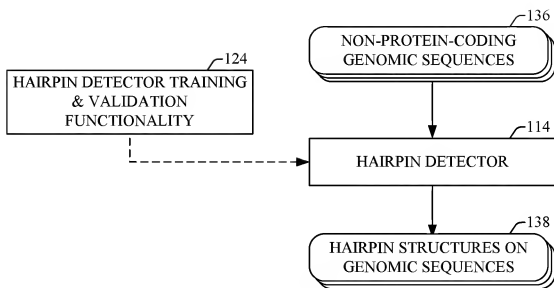 136
NON-PROTEIN-CODING
GENOMIC SEQUENCES
124
HAIRPIN DETECTOR TRAINING
& VALIDATION
FUNCTIONALITY
114
HAIRPIN DETECTOR
138
HAIRPIN STRUCTURES ON
GENOMIC SEQUENCES